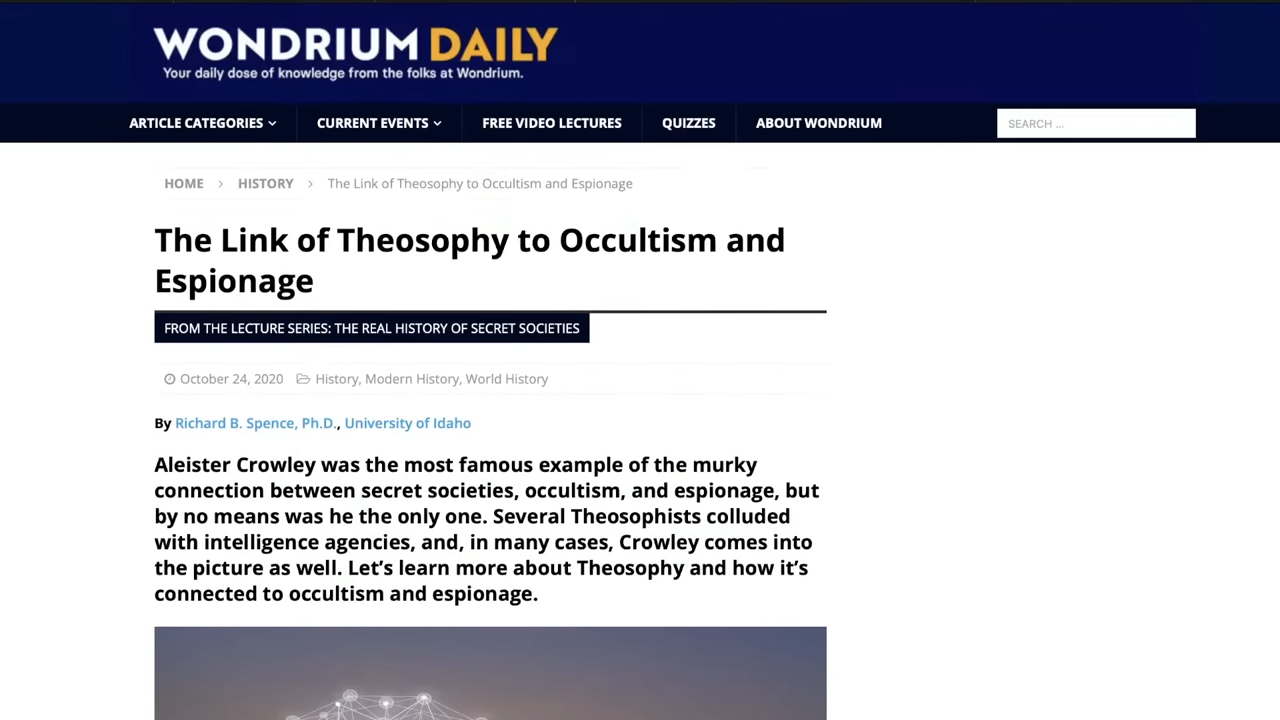 WONDRIUM DAILY
Your daily dose of knowledge from the folks at Wondrium.
ARTICLE CATEGORIES CURRENT EVENTS FREE VIDEO LECTURES QUIZZES ABOUT WONDRIUM SEARCH ...
HOME > HISTORY > The Link of Theosophy to Occultism and Espionage
The Link of Theosophy to Occultism and
Espionage
FROM THE LECTURE SERIES: THE REAL HISTORY OF SECRET SOCIETIES
October 24, 2020 History, Modern History, World History
By Richard B. Spence, Ph.D., University of Idaho
Aleister Crowley was the most famous example of the murky
connection between secret societies, occultism, and espionage, but
by no means was he the only one. Several Theosophists colluded
with intelligence agencies, and, in many cases, Crowley comes into
the picture as well. Let’s learn more about Theosophy and how it’s
connected to occultism and espionage.